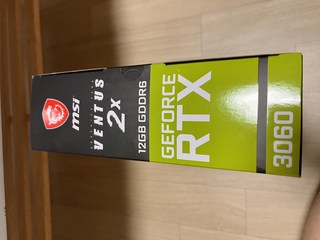 msi
VENTUS
2X
12GB GDDR6
GEFORCE
RTX
3060